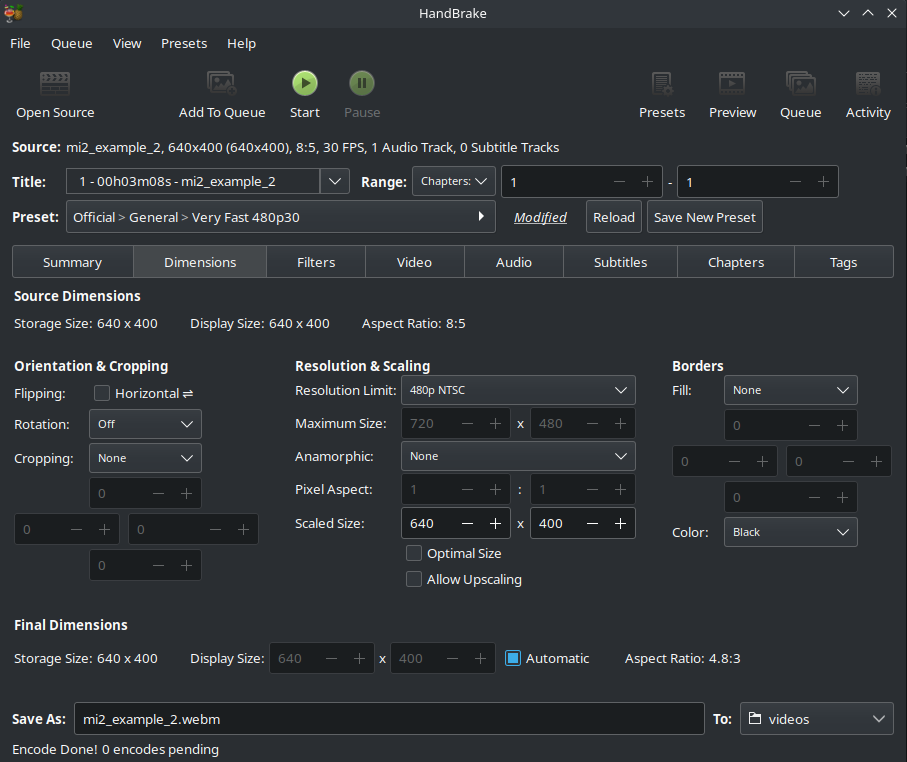 HandBrake
File Queue View Presets Help
Open Source Add To Queue Start Pause Presets Preview Queue Activity
Source: mi2_example_2, 640x400 (640x400), 8:5, 30 FPS, 1 Audio Track, 0 Subtitle Tracks
Title: 1 - 00h03m08s - mi2_example_2 Range: Chapters: 1 - 1
Preset: Official > General > Very Fast 480p30 Modified Reload Save New Preset
Summary Dimensions Filters Video Audio Subtitles Chapters Tags
Source Dimensions
Storage Size: 640 x 400 Display Size: 640 x 400 Aspect Ratio: 8:5
Orientation & Cropping
Flipping: Horizontal ⇌
Rotation: Off
Cropping: None
0
0 0
0
Resolution & Scaling
Resolution Limit: 480p NTSC
Maximum Size: 720 x 480
Anamorphic: None
Pixel Aspect: 1 : 1
Scaled Size: 640 x 400
Optimal Size
Allow Upscaling
Borders
Fill: None
0
0 0
0
Color: Black
Final Dimensions
Storage Size: 640 x 400 Display Size: 640 x 400 Automatic Aspect Ratio: 4.8:3
Save As: mi2_example_2.webm To: videos
Encode Done! 0 encodes pending